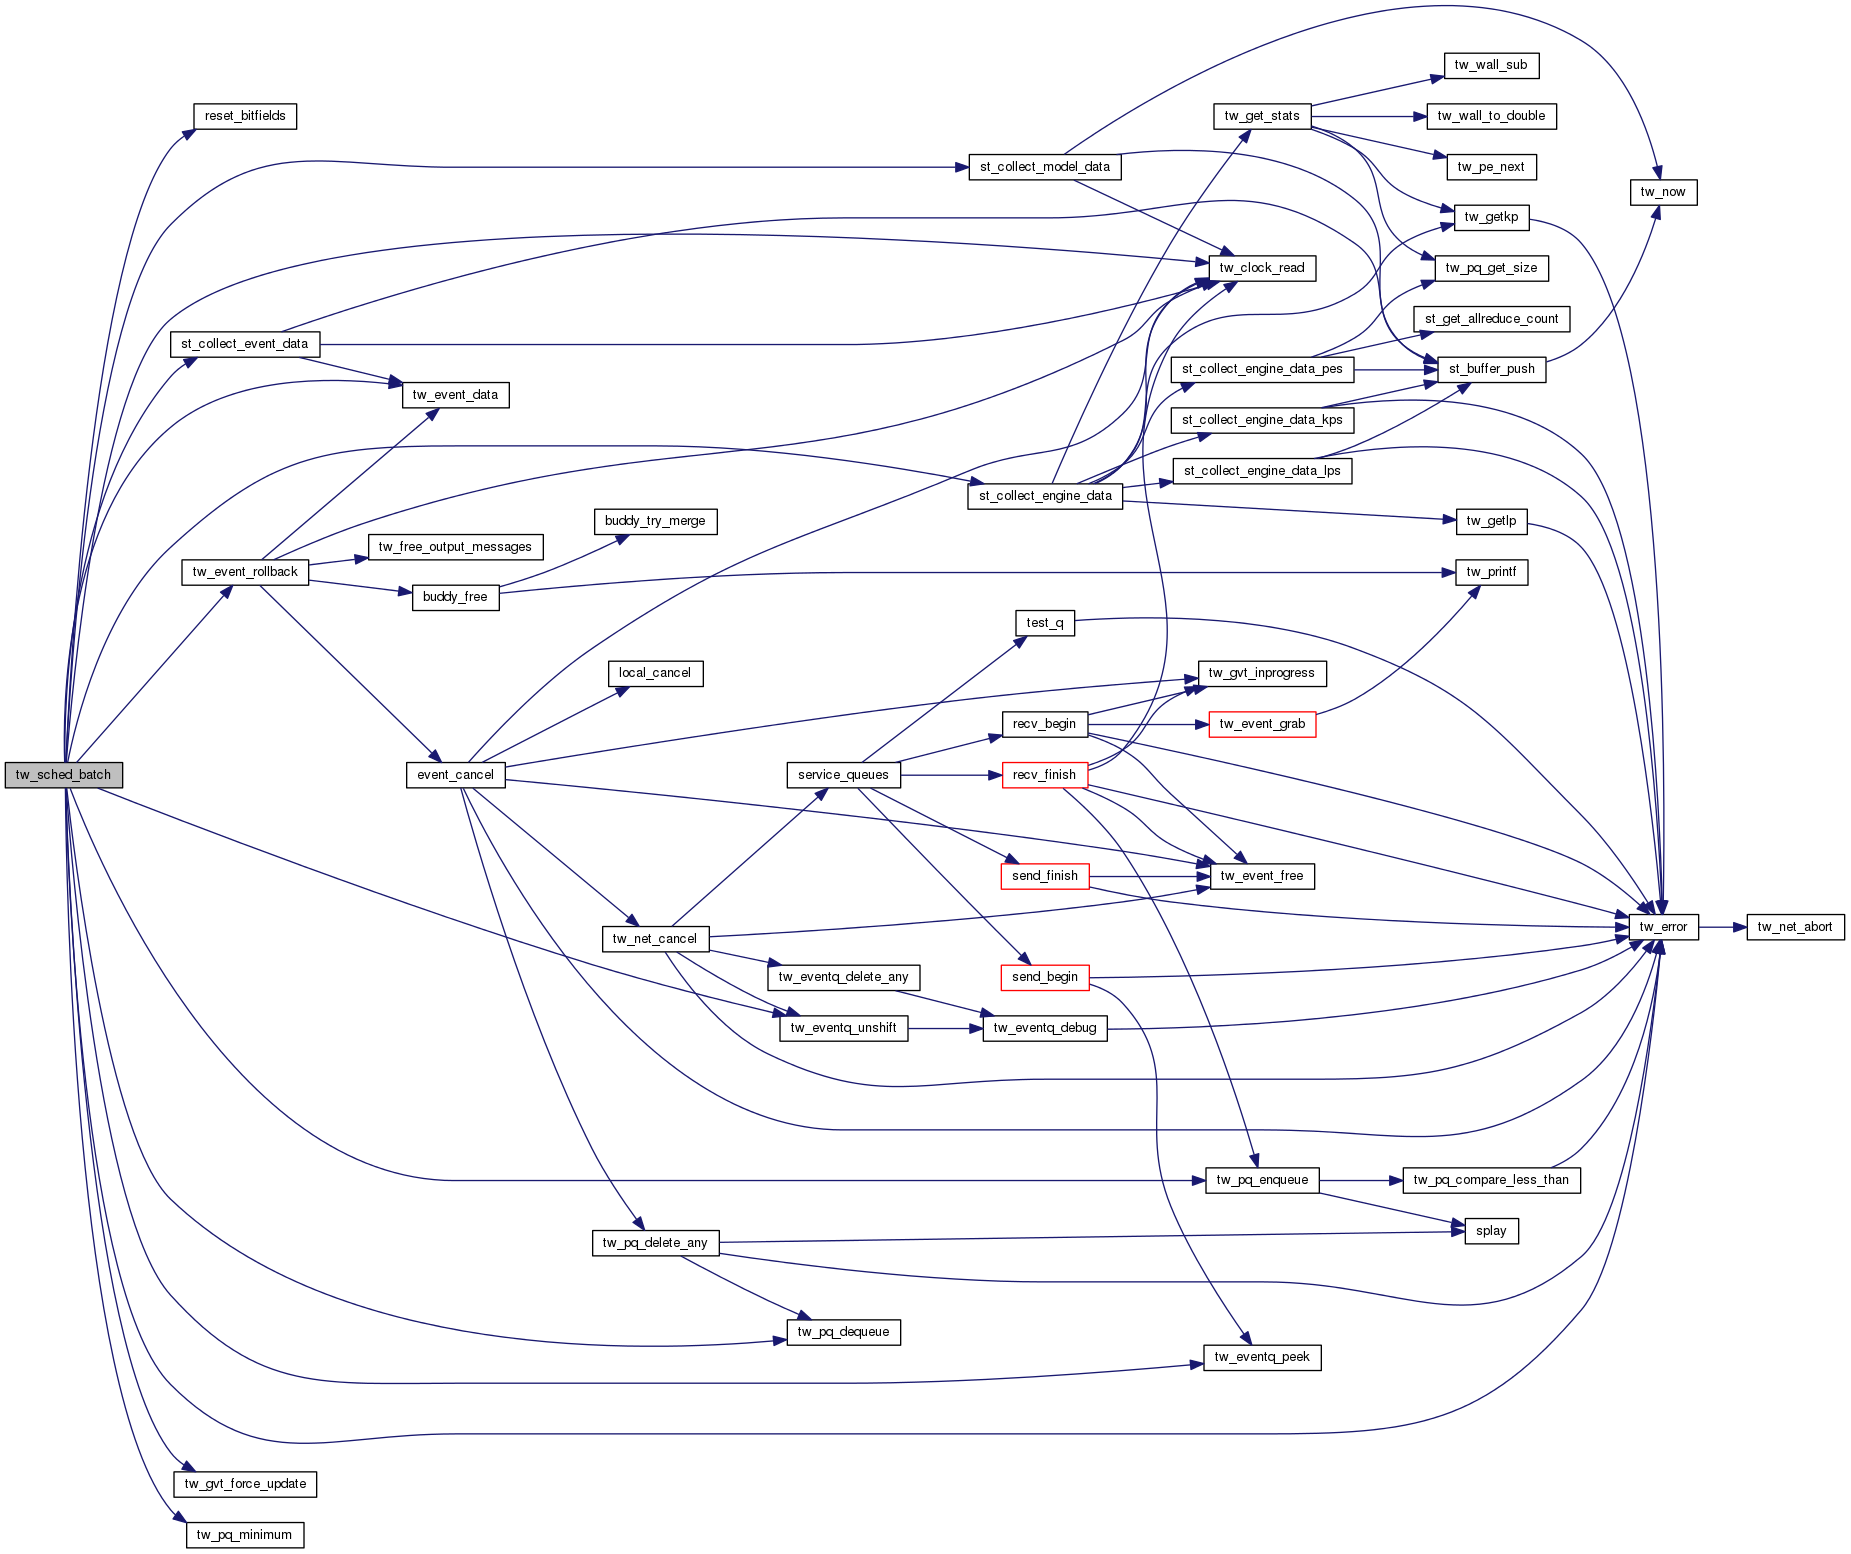 tw_wall_sub
reset_bitfields
tw_get_stats
tw_wall_to_double
st_collect_model_data
tw_pe_next
tw_now
tw_getkp
tw_clock_read
tw_pq_get_size
st_get_allreduce_count
st_collect_event_data
st_collect_engine_data_pes
st_buffer_push
tw_event_data
st_collect_engine_data_kps
st_collect_engine_data_lps
st_collect_engine_data
buddy_try_merge
tw_getlp
tw_free_output_messages
tw_event_rollback
tw_printf
buddy_free
test_q
local_cancel
tw_gvt_inprogress
recv_begin
tw_event_grab
tw_sched_batch
event_cancel
service_queues
recv_finish
send_finish
tw_event_free
tw_error
tw_net_abort
tw_net_cancel
tw_eventq_delete_any
send_begin
tw_eventq_unshift
tw_eventq_debug
tw_pq_enqueue
tw_pq_compare_less_than
splay
tw_pq_delete_any
tw_pq_dequeue
tw_eventq_peek
tw_gvt_force_update
tw_pq_minimum